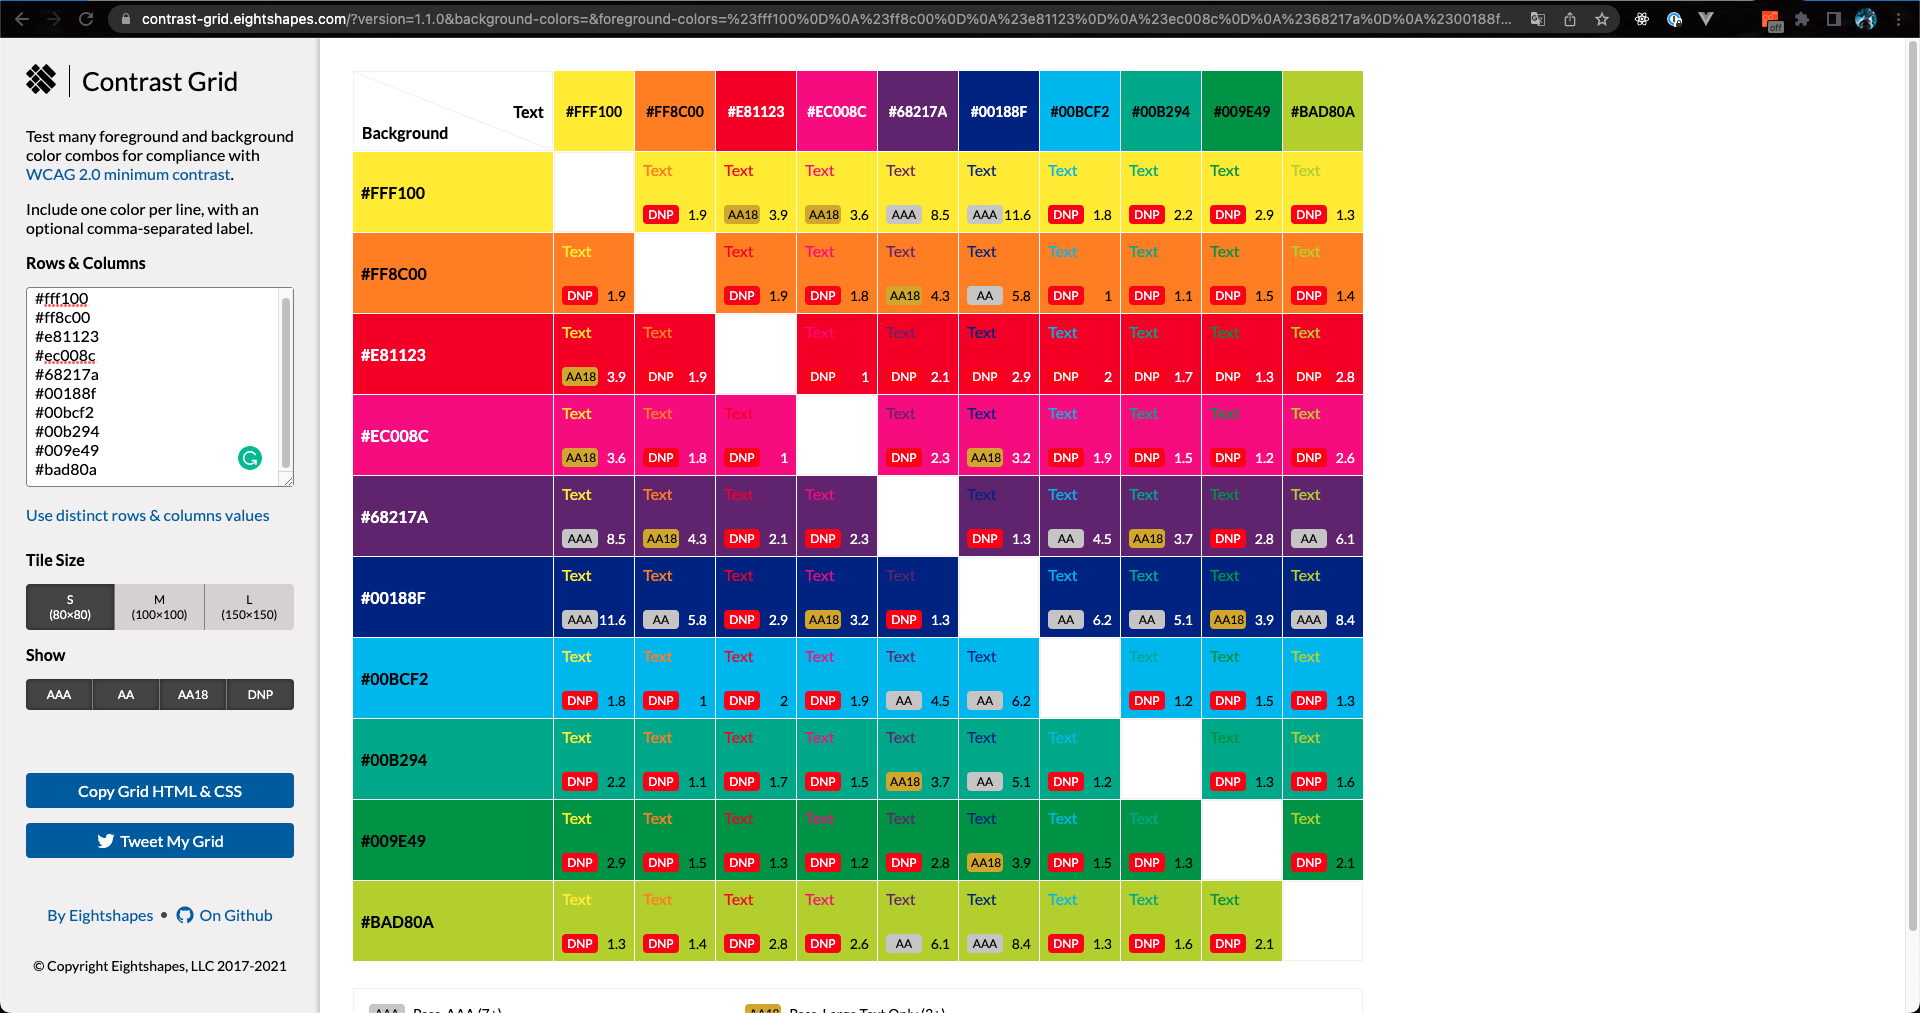 contrast-grid.eightshapes.com/?version=1.1.0&background-colors=&foreground-colors=%23fff100%0D%0A%23ff8c00%0D%0A%23e81123%0D%0A%23ec008c%0D%0A%2368217a%0D%0A%2300188f...
off
Contrast Grid
Test many foreground and background
color combos for compliance with
WCAG 2.0 minimum contrast.
Include one color per line, with an
optional comma-separated label.
Rows & Columns
#fff100
#ff8c00
#e81123
#ec008c
#68217a
#00188f
#00bcf2
#00b294
#009e49
#bad80a
Use distinct rows & columns values
Tile Size
S M L
(80×80) (100×100) (150×150)
Show
AAA AA AA18 DNP
Copy Grid HTML & CSS
Tweet My Grid
By Eightshapes • On Github
© Copyright Eightshapes, LLC 2017-2021
Text #FFF100 #FF8C00 #E81123 #EC008C #68217A #00188F #00BCF2 #00B294 #009E49 #BAD80A
Background
Text Text Text Text Text Text Text Text Text
#FFF100
DNP 1.9 AA18 3.9 AA18 3.6 AAA 8.5 AAA 11.6 DNP 1.8 DNP 2.2 DNP 2.9 DNP 1.3
Text Text Text Text Text Text Text Text Text
#FF8C00
DNP 1.9 DNP 1.9 DNP 1.8 AA18 4.3 AA 5.8 DNP 1 DNP 1.1 DNP 1.5 DNP 1.4
Text Text Text Text Text Text Text Text Text
#E81123
AA18 3.9 DNP 1.9 DNP 1 DNP 2.1 DNP 2.9 DNP 2 DNP 1.7 DNP 1.3 DNP 2.8
Text Text Text Text Text Text Text Text Text
#EC008C
AA18 3.6 DNP 1.8 DNP 1 DNP 2.3 AA18 3.2 DNP 1.9 DNP 1.5 DNP 1.2 DNP 2.6
Text Text Text Text Text Text Text Text Text
#68217A
AAA 8.5 AA18 4.3 DNP 2.1 DNP 2.3 DNP 1.3 AA 4.5 AA18 3.7 DNP 2.8 AA 6.1
Text Text Text Text Text Text Text Text Text
#00188F
AAA 11.6 AA 5.8 DNP 2.9 AA18 3.2 DNP 1.3 AA 6.2 AA 5.1 AA18 3.9 AAA 8.4
Text Text Text Text Text Text Text Text Text
#00BCF2
DNP 1.8 DNP 1 DNP 2 DNP 1.9 AA 4.5 AA 6.2 DNP 1.2 DNP 1.5 DNP 1.3
Text Text Text Text Text Text Text Text Text
#00B294
DNP 2.2 DNP 1.1 DNP 1.7 DNP 1.5 AA18 3.7 AA 5.1 DNP 1.2 DNP 1.3 DNP 1.6
Text Text Text Text Text Text Text Text Text
#009E49
DNP 2.9 DNP 1.5 DNP 1.3 DNP 1.2 DNP 2.8 AA18 3.9 DNP 1.5 DNP 1.3 DNP 2.1
Text Text Text Text Text Text Text Text Text
#BAD80A
DNP 1.3 DNP 1.4 DNP 2.8 DNP 2.6 AA 6.1 AAA 8.4 DNP 1.3 DNP 1.6 DNP 2.1
AAA Pass, AAA (7+) AA18 Pass, Large Text Only (3+)